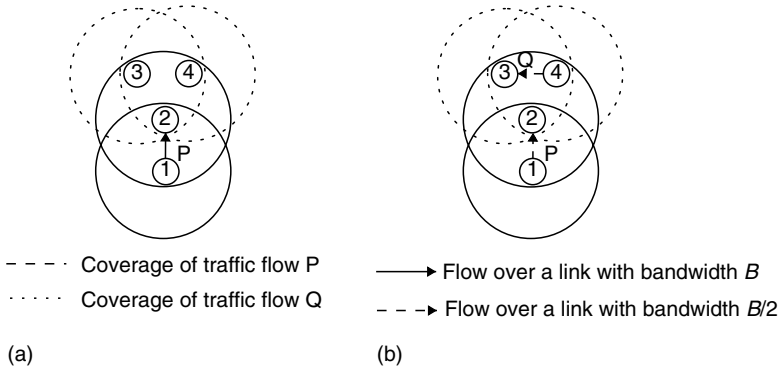 3 4
2
P
1
Q
3 4
2
P
1
Coverage of traffic flow P
Coverage of traffic flow Q
(a)
Flow over a link with bandwidth B
Flow over a link with bandwidth B/2
(b)